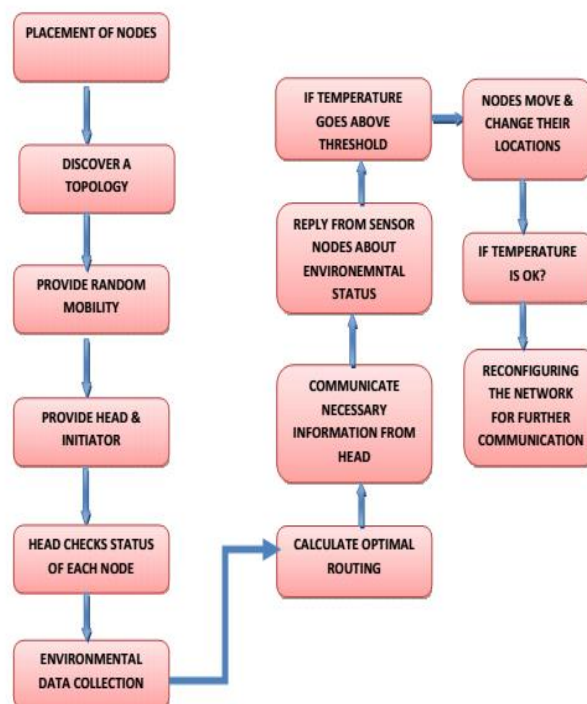 PLACEMENT OF NODES
DISCOVER A
TOPOLOGY
PROVIDE RANDOM
MOBILITY
PROVIDE HEAD &
INITIATOR
HEAD CHECKS STATUS
OF EACH NODE
ENVIRONMENTAL
DATA COLLECTION
CALCULATE OPTIMAL
ROUTING
COMMUNICATE
NECESSARY
INFORMATION FROM
HEAD
REPLY FROM SENSOR
NODES ABOUT
ENVIRONEMNTAL
STATUS
IF TEMPERATURE
GOES ABOVE
THRESHOLD
NODES MOVE &
CHANGE THEIR
LOCATIONS
IF TEMPERATURE
IS OK?
RECONFIGURING
THE NETWORK
FOR FURTHER
COMMUNICATION